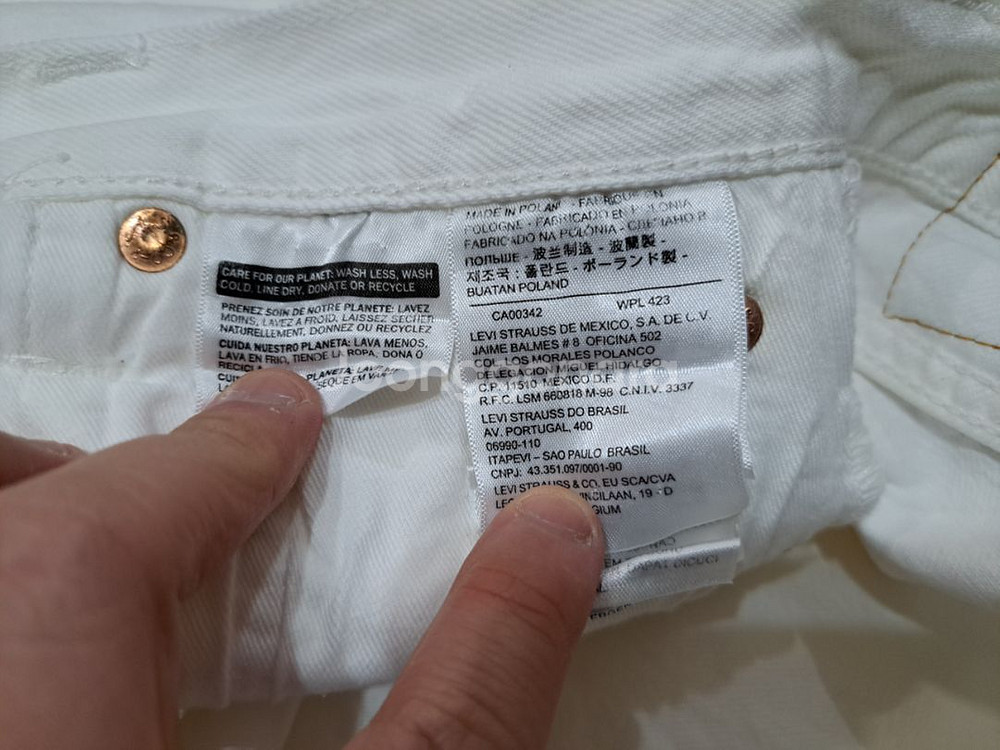 CARE FOR OUR PLANET: WASH LESS, WASH
COLD, LINE DRY, DONATE OR RECYCLE
PRENEZ SOIN DE NOTRE PLANETE: LAVEZ
MOINS, LAVEZ A FROID, LAISSEZ SECHER
NATURELLEMENT, DONNEZ OU RECYCLEZ
CUIDA NUESTRO PLANETA: LAVA MENOS,
LAVA EN FRIO, TIENDE LA ROPA, DONA O
PLANETA:
MADE IN POLAND
POLOGNE - FABRICADO EN POLONIA
FABRICADO NA POLÔNIA - СДЕЛАНО В
ПОЛЬШЕ - 波兰制造 - 波蘭製 -
제조국 : 폴란드 - ポーランド製 -
BUATAN POLAND
CA00342 WPL 423
LEVI STRAUSS DE MEXICO, S.A. DE C.V.
JAIME BALMES # 8 OFICINA 502
COL. LOS MORALES POLANCO
DELEGACION MIGUEL HIDALGO
C.P. 11510 MEXICO D.F.
R.F.C. LSM 660818 M-98 C.N.I.V. 3337
LEVI STRAUSS DO BRASIL
AV. PORTUGAL, 400
06990-110
ITAPEVI – SAO PAULO BRASIL
CNPJ: 43.351.097/0001-90
LEVI STRAUSS & CO. EU SCA/CVA
19 - D